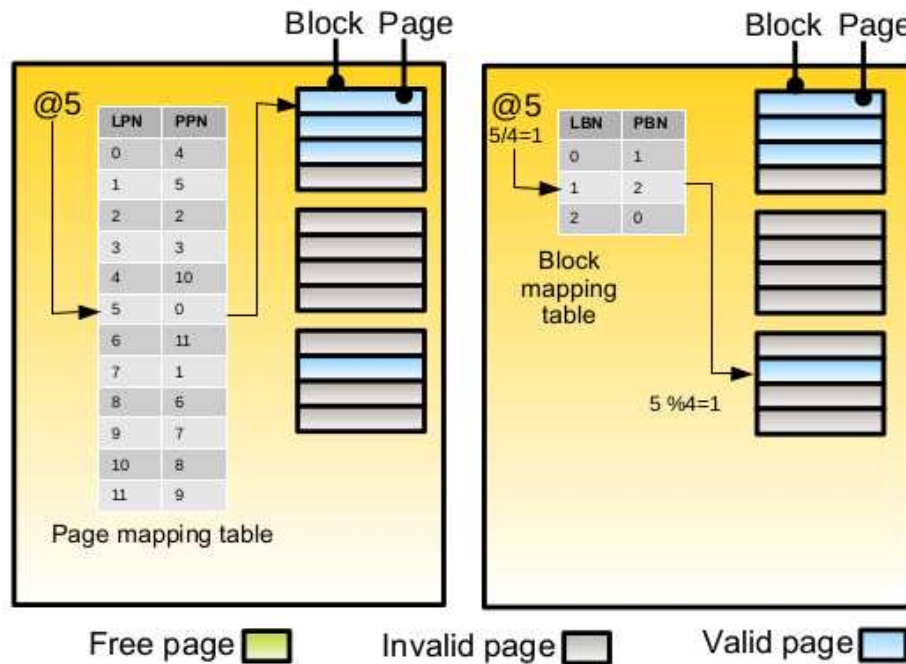 Block Page
@5
LPN PPN
0 4
1 5
2 2
3 3
4 10
5 0
6 11
7 1
8 6
9 7
10 8
11 9
Page mapping table
Block Page
@5
5/4=1
LBN PBN
0 1
1 2
2 0
Block
mapping
table
5 %4=1
Free page Invalid page Valid page